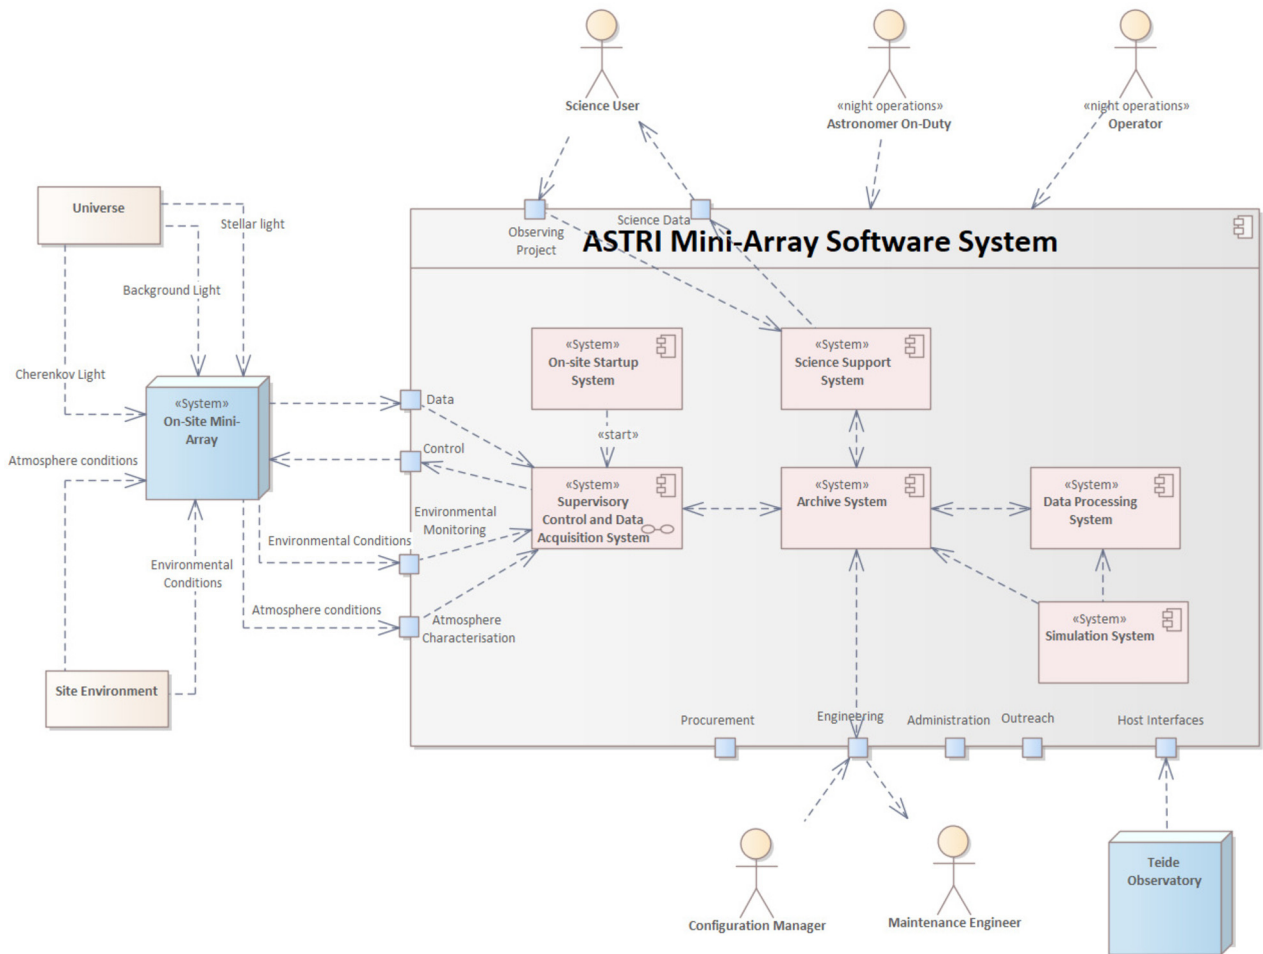 Science User
«night operations»
Astronomer On-Duty
«night operations»
Operator
Universe
Stellar light
Background Light
Cherenkov Light
Atmosphere conditions
«System»
On-Site Mini-
Array
Environmental
Conditions
Site Environment
Environmental Conditions
Atmosphere conditions
Observing
Project
Science Data
ASTRI Mini-Array Software System
Data
Control
Environmental
Monitoring
Atmosphere
Characterisation
«System»
On-site Startup
System
«start»
«System»
Science Support
System
«System»
Supervisory
Control and Data
Acquisition System
«System»
Archive System
«System»
Data Processing
System
«System»
Simulation System
Procurement
Engineering
Administration
Outreach
Host Interfaces
Configuration Manager
Maintenance Engineer
Teide
Observatory